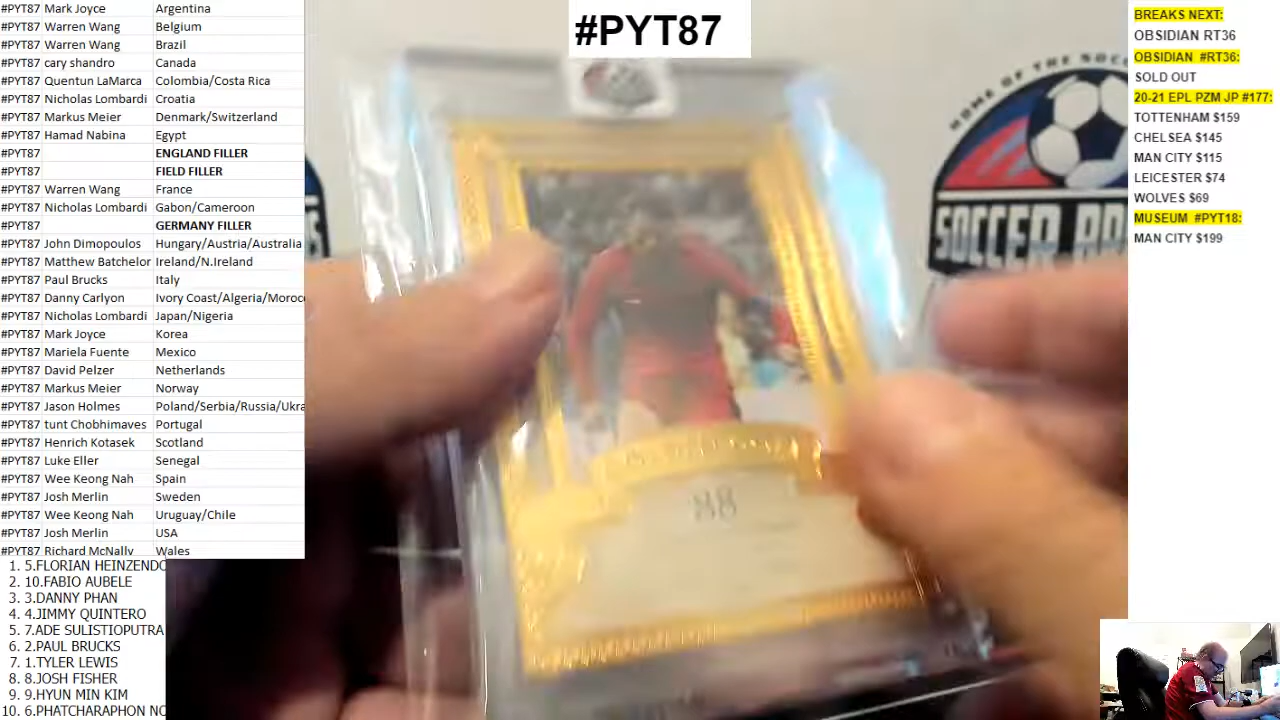 #PYT87
#PYT87 Mark Joyce Argentina
#PYT87 Warren Wang Belgium
#PYT87 Warren Wang Brazil
#PYT87 cary shandro Canada
#PYT87 Quentun LaMarca Colombia/Costa Rica
#PYT87 Nicholas Lombardi Croatia
#PYT87 Markus Meier Denmark/Switzerland
#PYT87 Hamad Nabina Egypt
#PYT87 ENGLAND FILLER
#PYT87 FIELD FILLER
#PYT87 Warren Wang France
#PYT87 Nicholas Lombardi Gabon/Cameroon
#PYT87 GERMANY FILLER
#PYT87 John Dimopoulos Hungary/Austria/Australia
#PYT87 Matthew Batchelor Ireland/N.Ireland
#PYT87 Paul Brucks Italy
#PYT87 Danny Carlyon Ivory Coast/Algeria/Moroc
#PYT87 Nicholas Lombardi Japan/Nigeria
#PYT87 Mark Joyce Korea
#PYT87 Mariela Fuente Mexico
#PYT87 David Pelzer Netherlands
#PYT87 Markus Meier Norway
#PYT87 Jason Holmes Poland/Serbia/Russia/Ukra
#PYT87 tunt Chobhimaves Portugal
#PYT87 Henrich Kotasek Scotland
#PYT87 Luke Eller Senegal
#PYT87 Wee Keong Nah Spain
#PYT87 Josh Merlin Sweden
#PYT87 Wee Keong Nah Uruguay/Chile
#PYT87 Josh Merlin USA
#PYT87 Richard McNally Wales
1. 5.FLORIAN HEINZENDO
2. 10.FABIO AUBELE
3. 3.DANNY PHAN
4. 4.JIMMY QUINTERO
5. 7.ADE SULISTIOPUTRA
6. 2.PAUL BRUCKS
7. 1.TYLER LEWIS
8. 8.JOSH FISHER
9. 9.HYUN MIN KIM
10. 6.PHATCHARAPHON NO
88
HOME OF THE SOCCER
SOCCER BR
BREAKS NEXT:
OBSIDIAN RT36
OBSIDIAN #RT36:
SOLD OUT
20-21 EPL PZM JP #177:
TOTTENHAM $159
CHELSEA $145
MAN CITY $115
LEICESTER $74
WOLVES $69
MUSEUM #PYT18:
MAN CITY $199